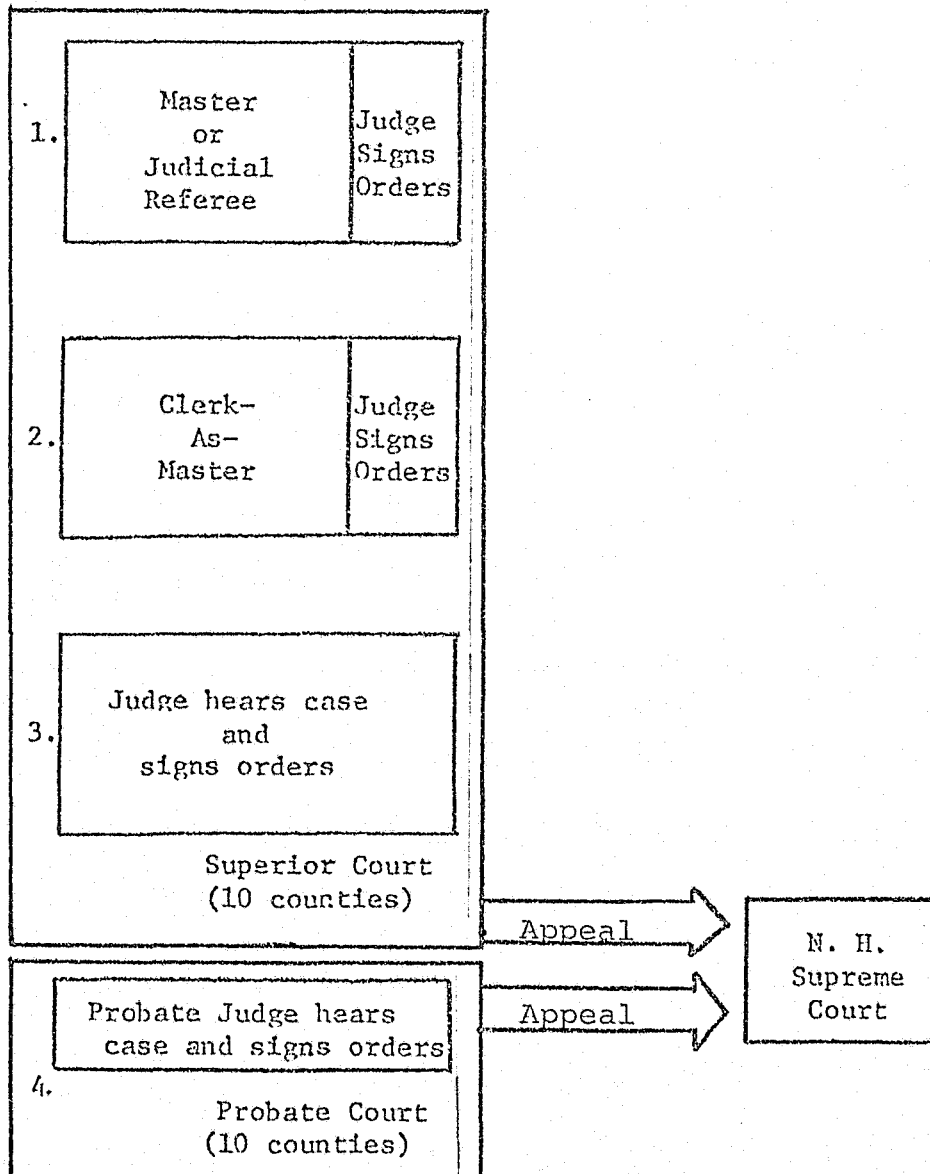 1.
Master
or
Judicial
Referee
Judge
Signs
Orders
2.
Clerk-
As-
Master
Judge
Signs
Orders
3.
Judge hears case
and
signs orders
Superior Court
(10 counties)
Appeal
N. H.
Supreme
Court
4.
Probate Judge hears
case and signs orders
Appeal
Probate Court
(10 counties)